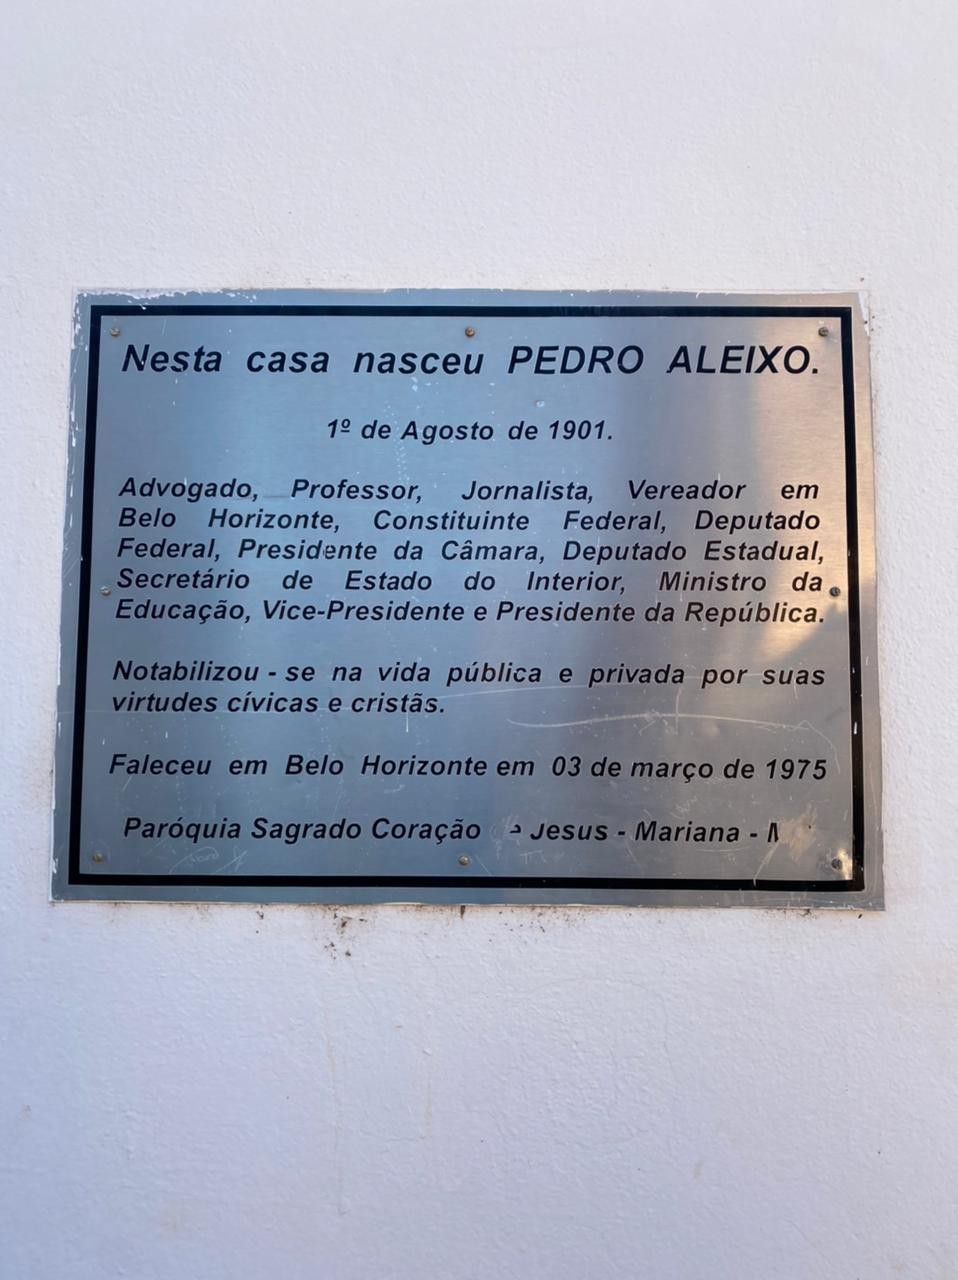 Nesta casa nasceu PEDRO ALEIXO.
1º de Agosto de 1901.
Advogado, Professor, Jornalista, Vereador em
Belo Horizonte, Constituinte Federal, Deputado
Federal, Presidente da Câmara, Deputado Estadual,
Secretário de Estado do Interior, Ministro da
Educação, Vice-Presidente e Presidente da República.
Notabilizou - se na vida pública e privada por suas
virtudes cívicas e cristãs.
Faleceu em Belo Horizonte em 03 de março de 1975
Paróquia Sagrado Coração Jesus - Mariana -